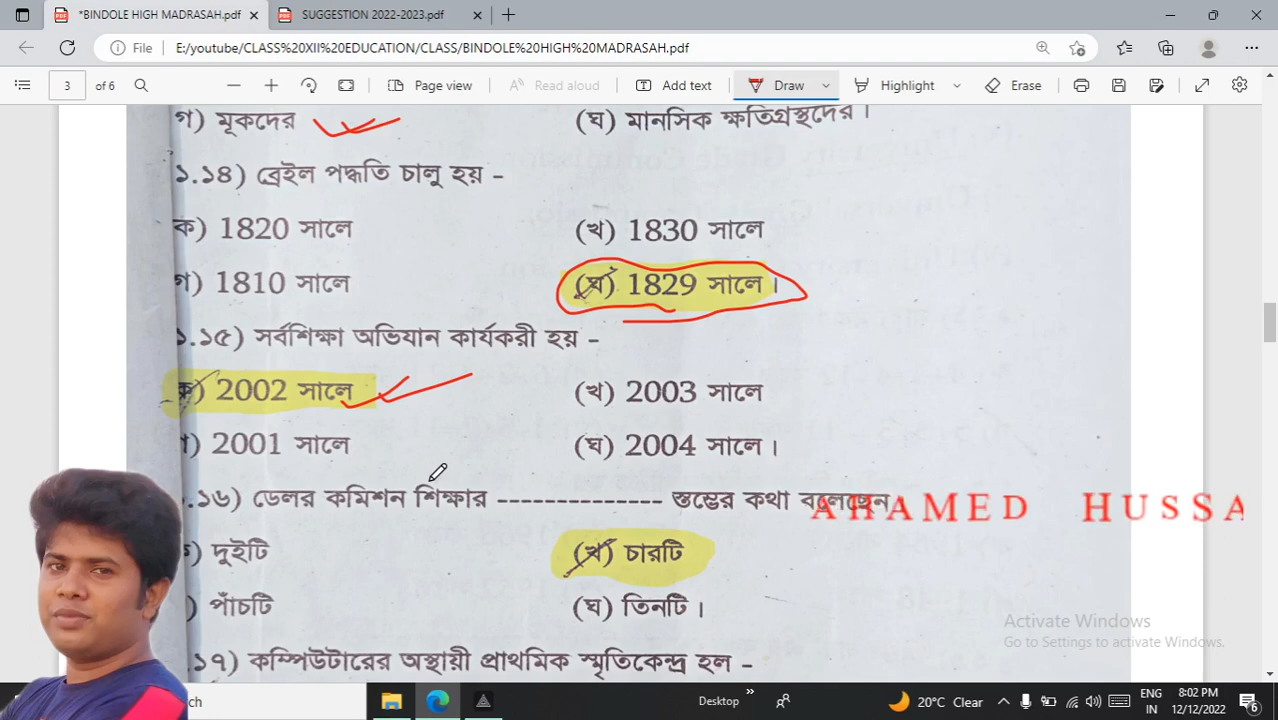 *BINDOLE HIGH MADRASAH.pdf
SUGGESTION 2022-2023.pdf
File
E:/youtube/CLASS%20XII%20EDUCATION/CLASS/BINDOLE%20HIGH%20MADRASAH.pdf
3 of 6
Page view
Read aloud
Add text
Draw
Highlight
Erase
গ) মূকদের
(ঘ) মানসিক ক্ষতিগ্রস্থদের।
১.১৪) ব্রেইল পদ্ধতি চালু হয় -
ক) 1820 সালে
(খ) 1830 সালে
গ) 1810 সালে
(ঘ) 1829 সালে।
১.১৫) সর্বশিক্ষা অভিযান কার্যকরী হয় -
ক) 2002 সালে
(খ) 2003 সালে
) 2001 সালে
(ঘ) 2004 সালে।
.১৬) ডেলর কমিশন শিক্ষার -------------- স্তম্ভের কথা বলেছেন
) দুইটি
(খ) চারটি
) পাঁচটি
(ঘ) তিনটি।
.১৭) কম্পিউটারের অস্থায়ী প্রাথমিক স্মৃতিকেন্দ্র হল -
AHAMED HUSSA
Activate Windows
Go to Settings to activate Windows.
rch
Desktop
20°C Clear
ENG
IN
8:02 PM
12/12/2022
6